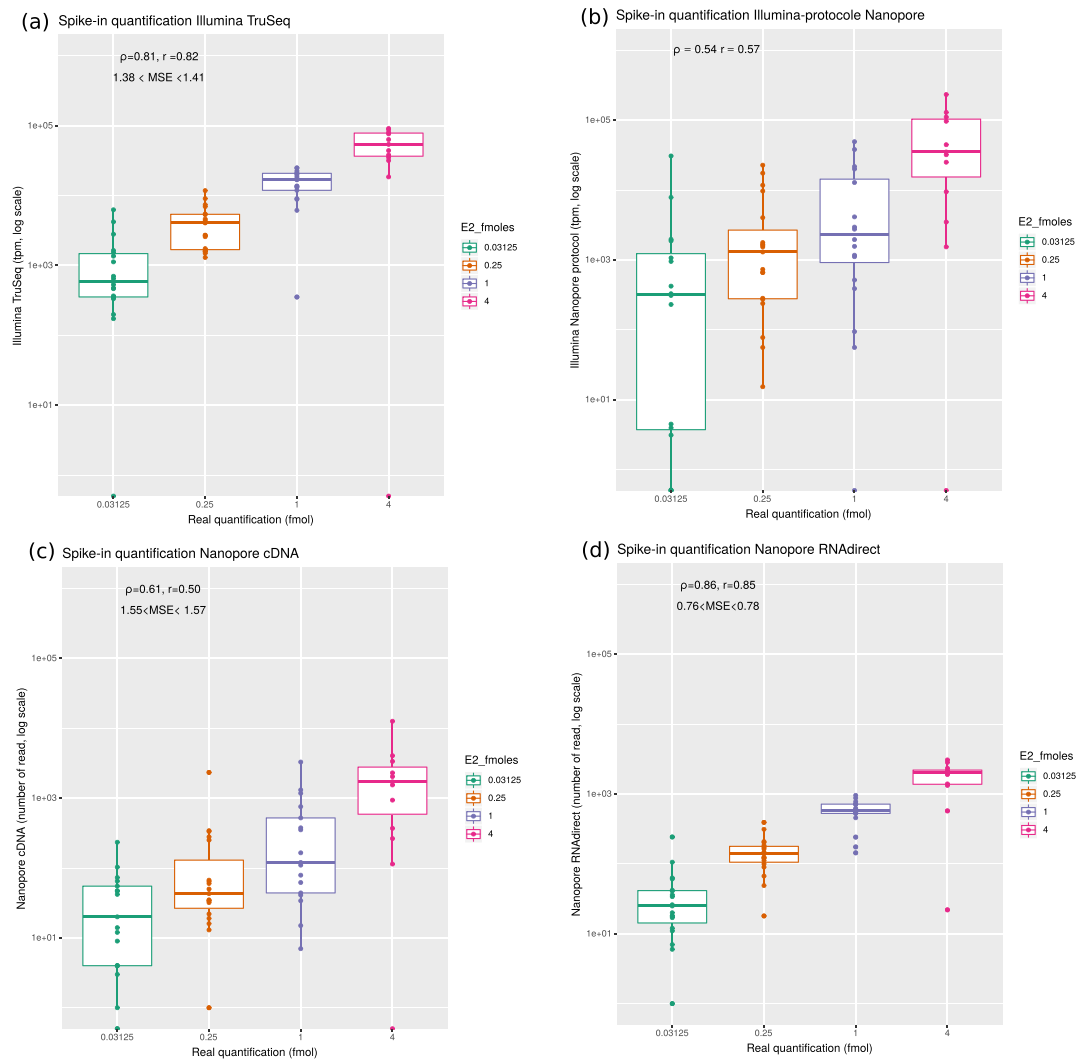 (a) Spike-in quantification Illumina TruSeq
ρ=0.81, r =0.82
1.38 < MSE <1.41
Illumina TruSeq (tpm, log scale)
1e+05
1e+03
1e+01
0.03125 0.25 1 4
Real quantification (fmol)
E2_fmoles
0.03125
0.25
1
4
(b) Spike-in quantification Illumina-protocole Nanopore
ρ = 0.54 r = 0.57
Illumina Nanopore protocol (tpm, log scale)
1e+05
1e+03
1e+01
0.03125 0.25 1 4
Real quantification (fmol)
E2_fmoles
0.03125
0.25
1
4
(c) Spike-in quantification Nanopore cDNA
ρ=0.61, r=0.50
1.55<MSE< 1.57
Nanopore cDNA (number of read, log scale)
1e+05
1e+03
1e+01
0.03125 0.25 1 4
Real quantification (fmol)
E2_fmoles
0.03125
0.25
1
4
(d) Spike-in quantification Nanopore RNAdirect
ρ=0.86, r=0.85
0.76<MSE<0.78
Nanopore RNAdirect (number of read, log scale)
1e+05
1e+03
1e+01
0.03125 0.25 1 4
Real quantification (fmol)
E2_fmoles
0.03125
0.25
1
4